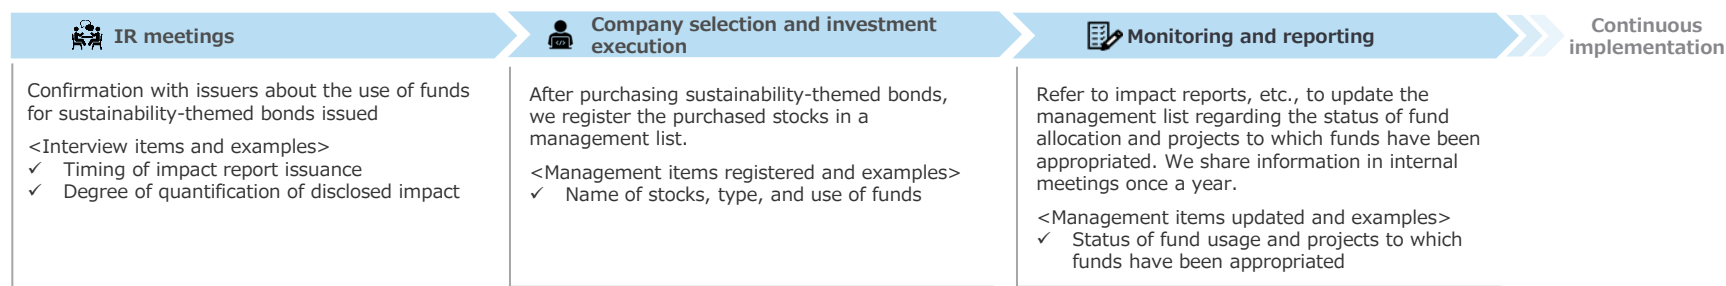 IR meetings
Company selection and investment
execution
Monitoring and reporting
Continuous
implementation
Confirmation with issuers about the use of funds
for sustainability-themed bonds issued
<Interview items and examples>
✓ Timing of impact report issuance
✓ Degree of quantification of disclosed impact
After purchasing sustainability-themed bonds,
we register the purchased stocks in a
management list.
<Management items registered and examples>
✓ Name of stocks, type, and use of funds
Refer to impact reports, etc., to update the
management list regarding the status of fund
allocation and projects to which funds have been
appropriated. We share information in internal
meetings once a year.
<Management items updated and examples>
✓ Status of fund usage and projects to which
funds have been appropriated